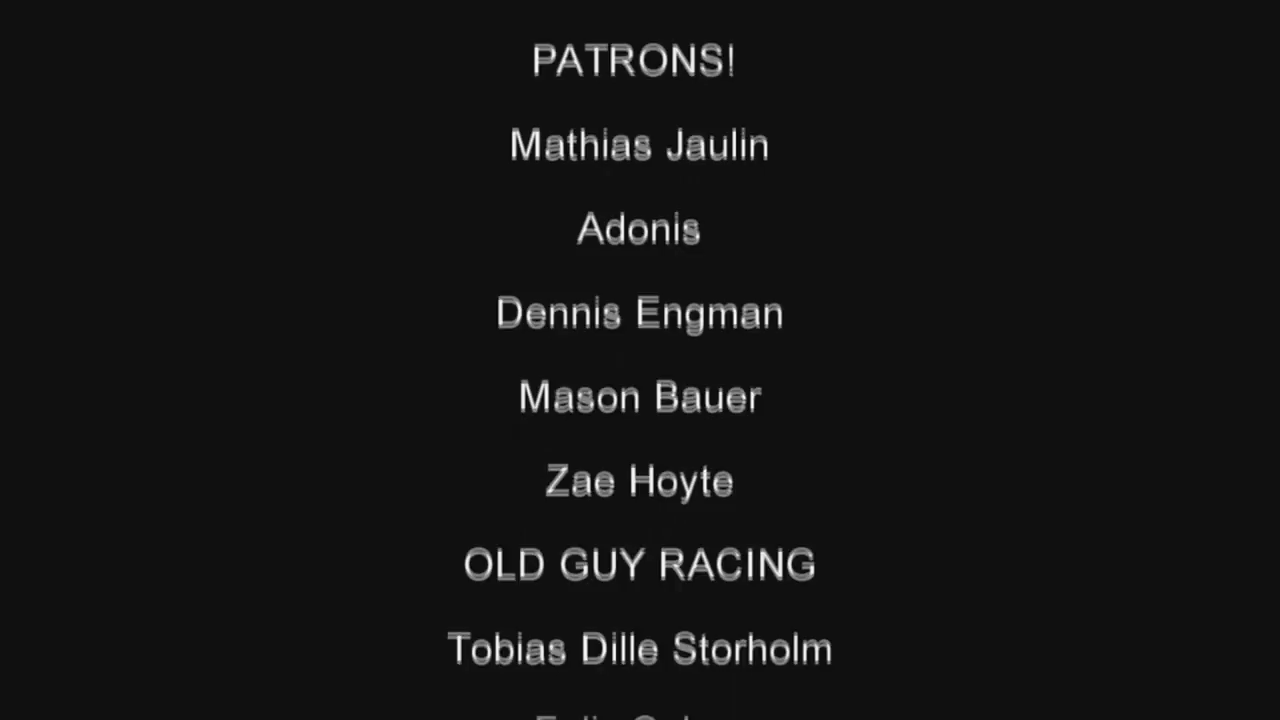 PATRONS!
Mathias Jaulin
Adonis
Dennis Engman
Mason Bauer
Zae Hoyte
OLD GUY RACING
Tobias Dille Storholm